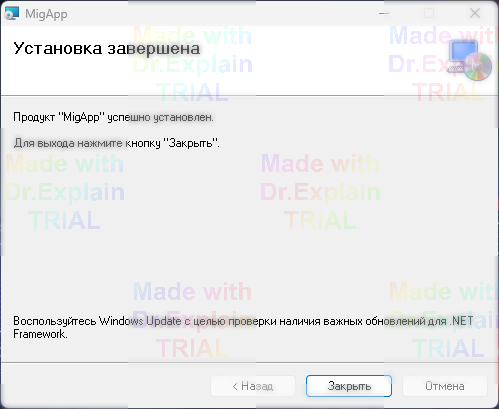 MigApp
Made with
Made with
Установка завершена
Dr.Explain
Dr.Explain
TRIAL
TRIAL
Продукт "MigApp" успешно установлен.
Для выхода нажмите кнопку "Закрыть".
Made with
Made with
Dr.Explain
Dr.Explain
TRIAL
TRIAL
Made with
Made with
Dr.Explain
Dr.Explain
Воспользуйтесь Windows Update с целью проверки наличия важных обновлений для .NET
Framework.
TRIAL
TRIAL
< Назад
Закрыть
Отмена